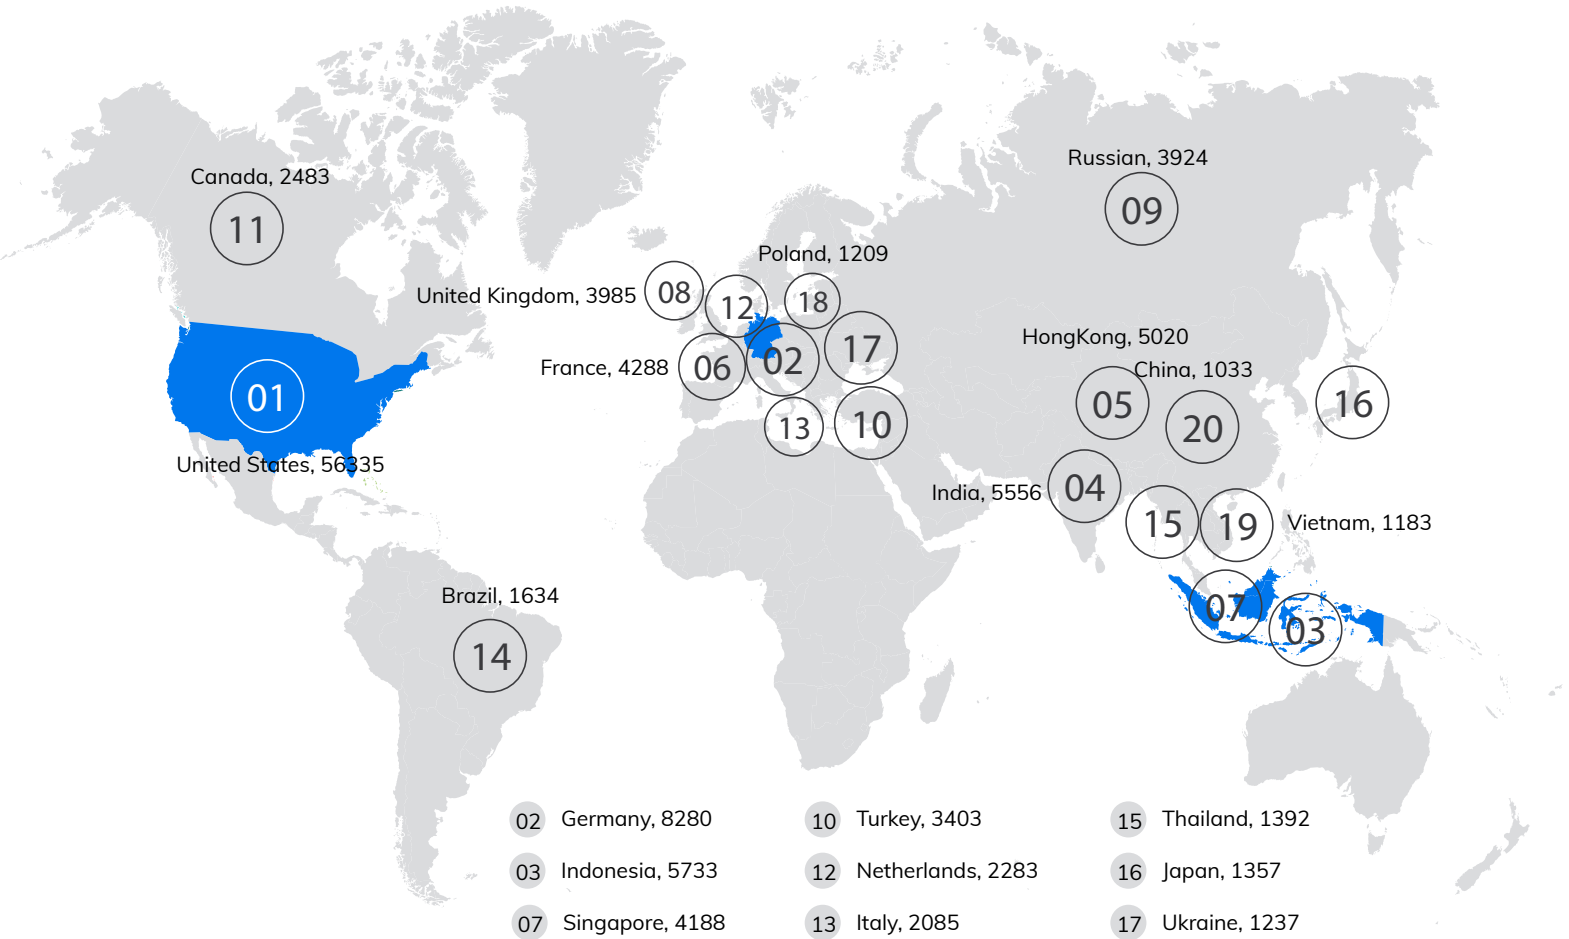 Russian, 3924
09
Canada, 2483
11
Poland, 1209
United Kingdom, 3985
08
12
18
HongKong, 5020
France, 4288
06
02
17
China, 1033
01
05
16
13
10
20
United States, 56335
India, 5556
04
15
19
Vietnam, 1183
Brazil, 1634
07
03
14
02 Germany, 8280
10 Turkey, 3403
15 Thailand, 1392
03 Indonesia, 5733
12 Netherlands, 2283
16 Japan, 1357
07 Singapore, 4188
13 Italy, 2085
17 Ukraine, 1237